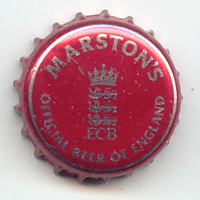 MARSTON'S
ECB
OFFICIAL BEER OF ENGLAND